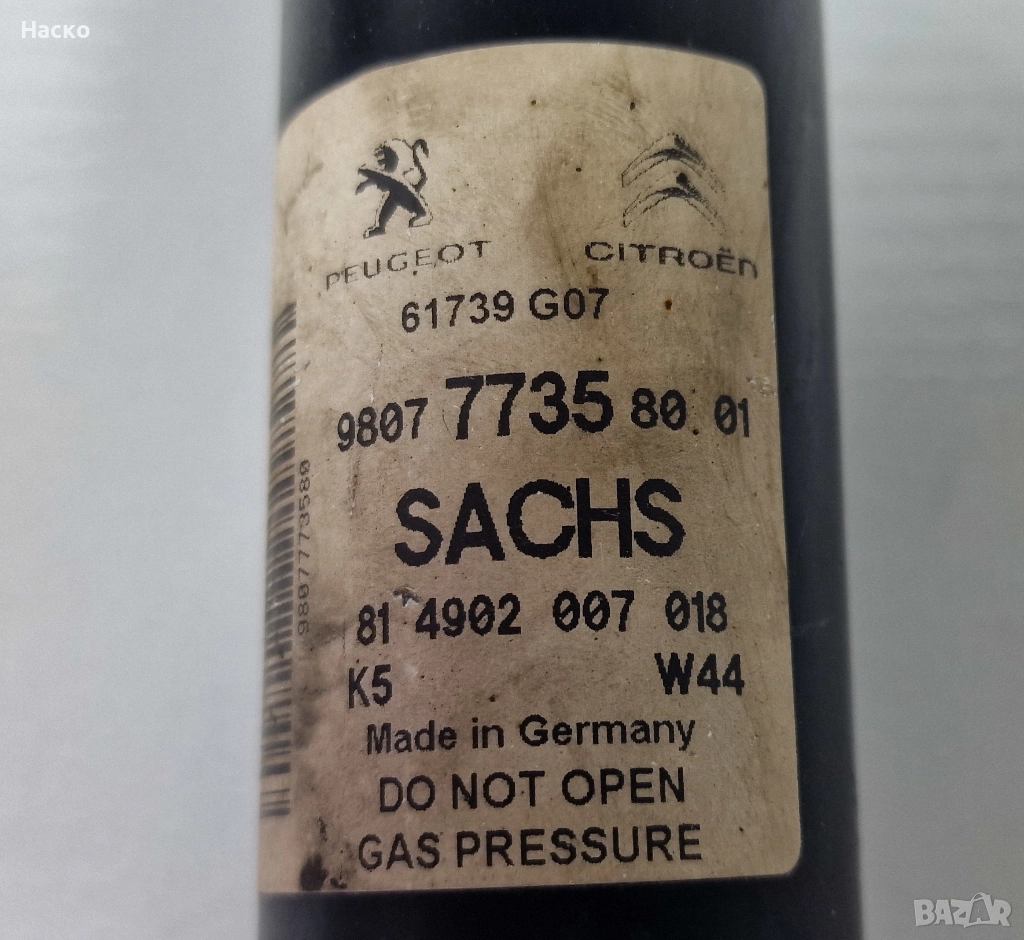 Насko
PEUGEOT CITROËN
61739 G07
9807 7735 80 01
SACHS
81 4902 007 018
K5 W44
Made in Germany
DO NOT OPEN
GAS PRESSURE
9807773580
BAZAR